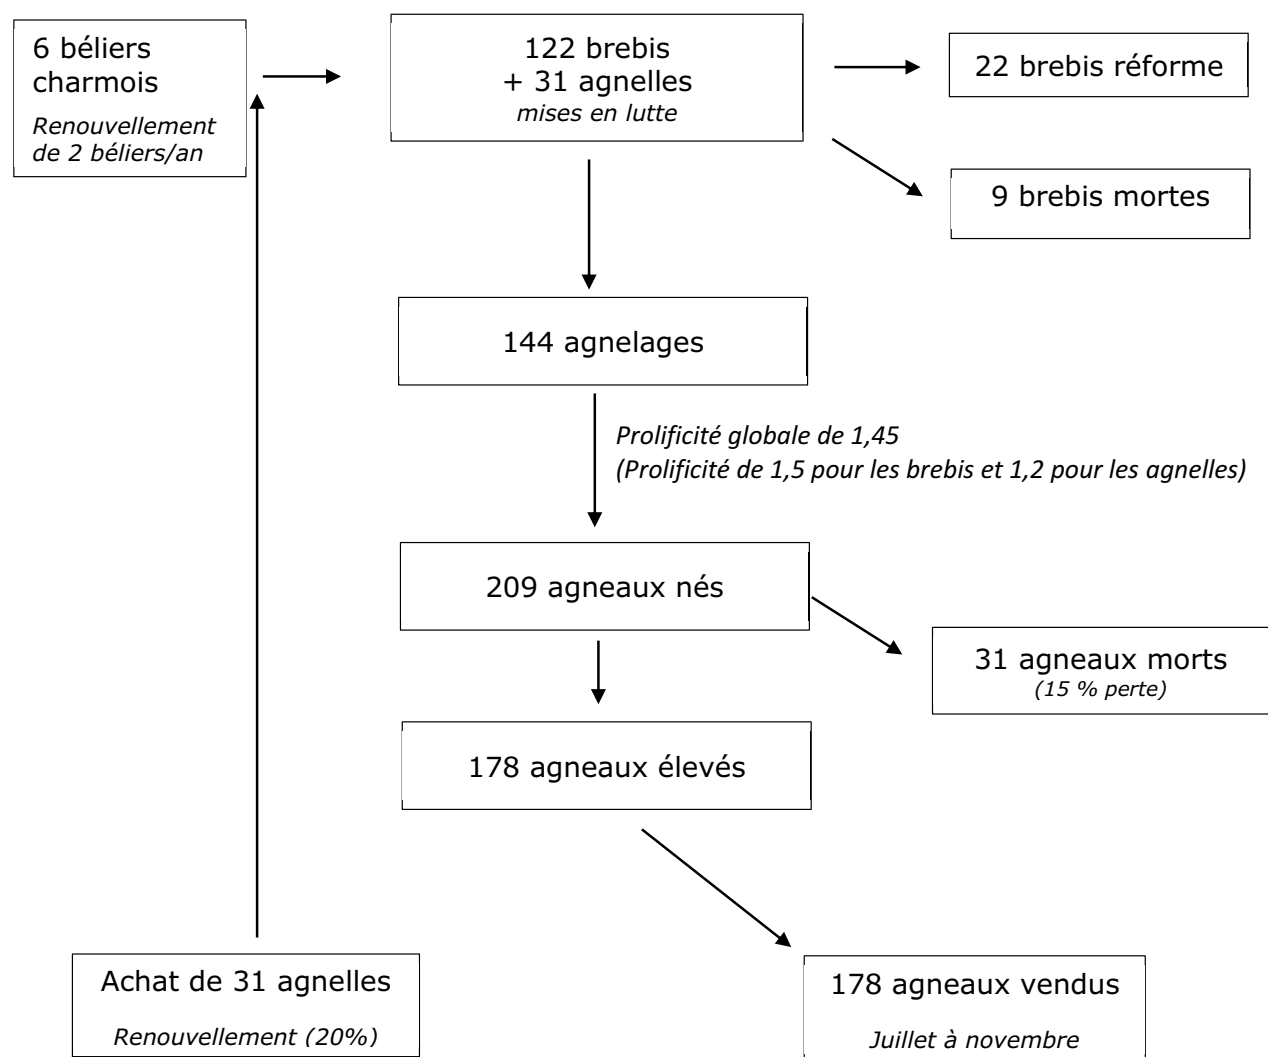 6 béliers
charmois
Renouvellement
de 2 béliers/an
122 brebis
+ 31 agnelles
mises en lutte
22 brebis réforme
9 brebis mortes
144 agnelages
Prolificité globale de 1,45
(Prolificité de 1,5 pour les brebis et 1,2 pour les agnelles)
209 agneaux nés
31 agneaux morts
(15 % perte)
178 agneaux élevés
Achat de 31 agnelles
Renouvellement (20%)
178 agneaux vendus
Juillet à novembre